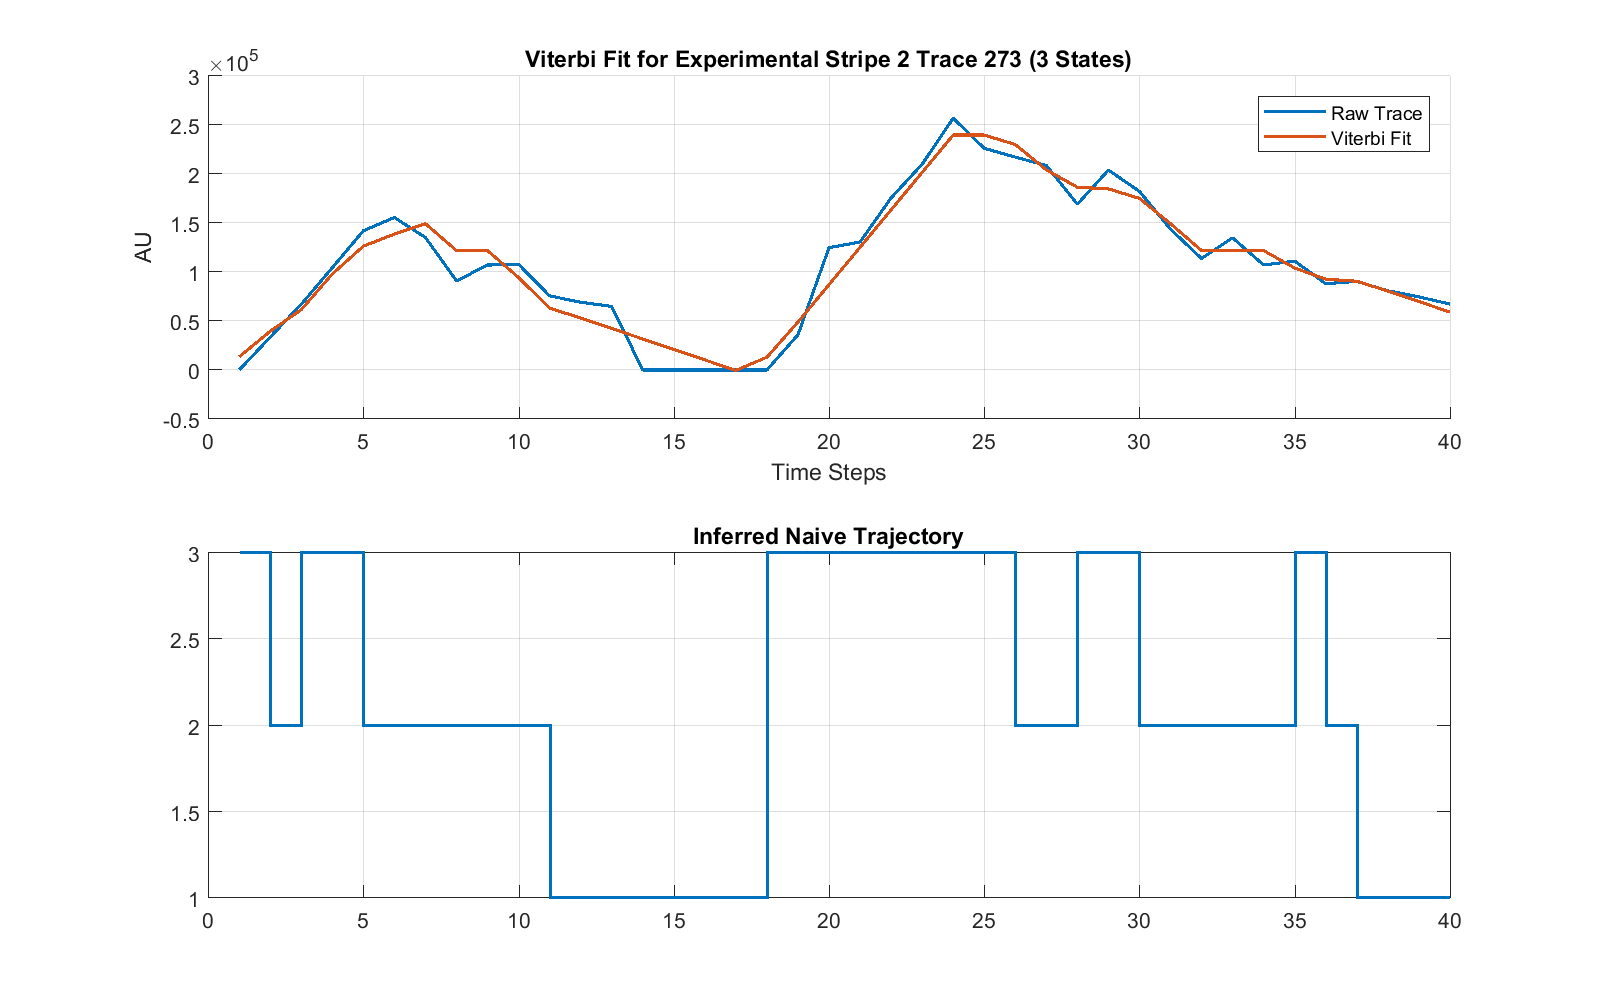 Viterbi Fit for Experimental Stripe 2 Trace 273 (3 States)
×10^5
3
2.5
2
1.5
1
0.5
0
-0.5
AU
Raw Trace
Viterbi Fit
0 5 10 15 20 25 30 35 40
Time Steps
Inferred Naive Trajectory
3
2.5
2
1.5
1
0 5 10 15 20 25 30 35 40